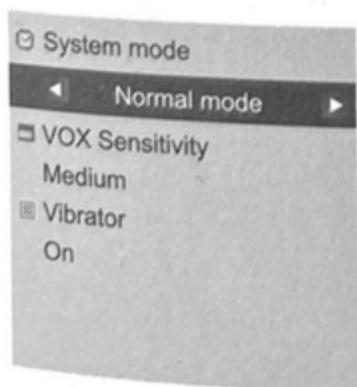 System mode
Normal mode
VOX Sensitivity
Medium
Vibrator
On